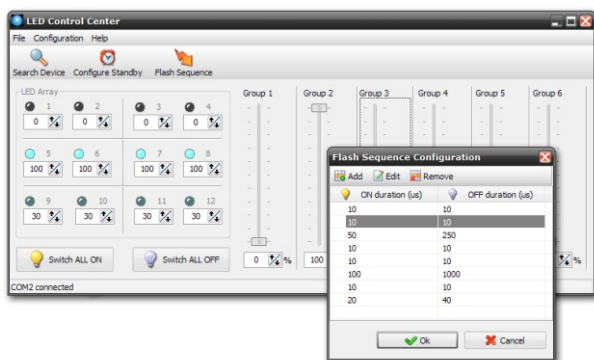 LED Control Center
File Configuration Help
Search Device Configure Standby Flash Sequence
LED Array
1 2 3 4
0 0 0 0
5 6 7 8
100 100 100 100
9 10 11 12
30 30 30 30
Switch ALL ON Switch ALL OFF
Group 1 Group 2 Group 3 Group 4 Group 5 Group 6
0 % 100 %
COM2 connected
Flash Sequence Configuration
Add Edit Remove
ON duration (us) OFF duration (us)
10 10
10 10
50 250
10 10
10 10
100 1000
10 10
20 40
Ok Cancel